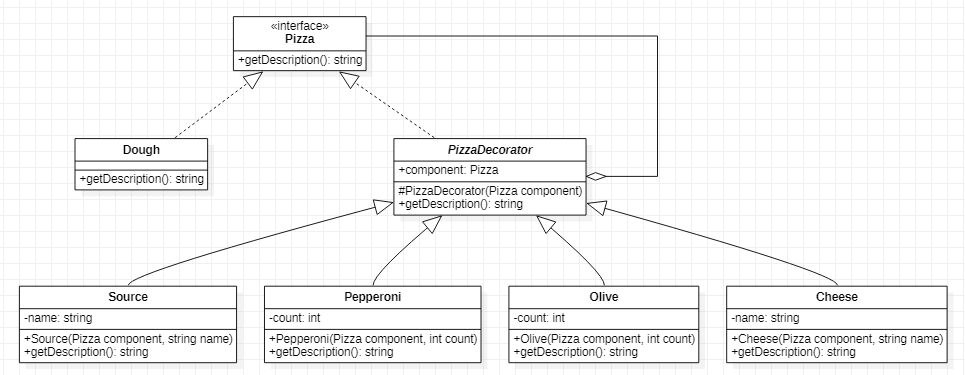 «interface»
Pizza
+getDescription(): string
Dough
+getDescription(): string
PizzaDecorator
+component: Pizza
#PizzaDecorator(Pizza component)
+getDescription(): string
Source
-name: string
+Source(Pizza component, string name)
+getDescription(): string
Pepperoni
-count: int
+Pepperoni(Pizza component, int count)
+getDescription(): string
Olive
-count: int
+Olive(Pizza component, int count)
+getDescription(): string
Cheese
-name: string
+Cheese(Pizza component, string name)
+getDescription(): string